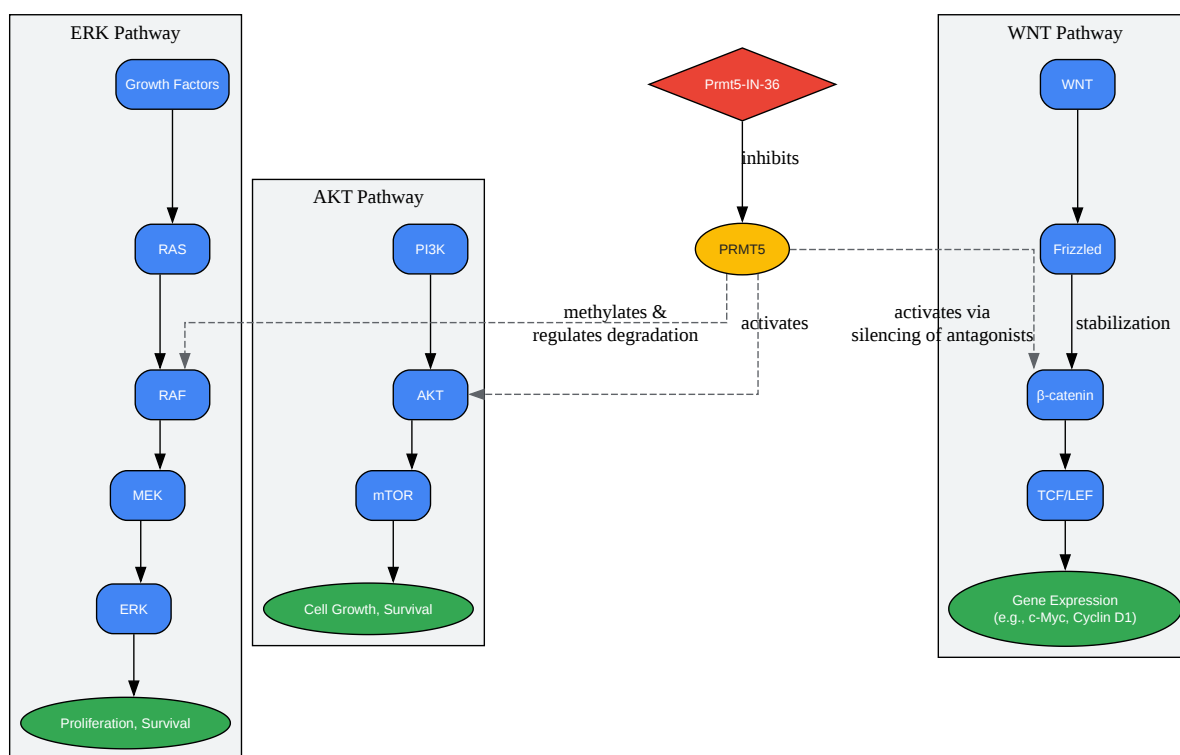 ERK Pathway
Growth Factors
RAS
RAF
MEK
ERK
Proliferation, Survival
AKT Pathway
PI3K
AKT
mTOR
Cell Growth, Survival
Prmt5-IN-36
inhibits
PRMT5
methylates &
regulates degradation
activates
activates via
silencing of antagonists
WNT Pathway
WNT
Frizzled
stabilization
β-catenin
TCF/LEF
Gene Expression
(e.g., c-Myc, Cyclin D1)